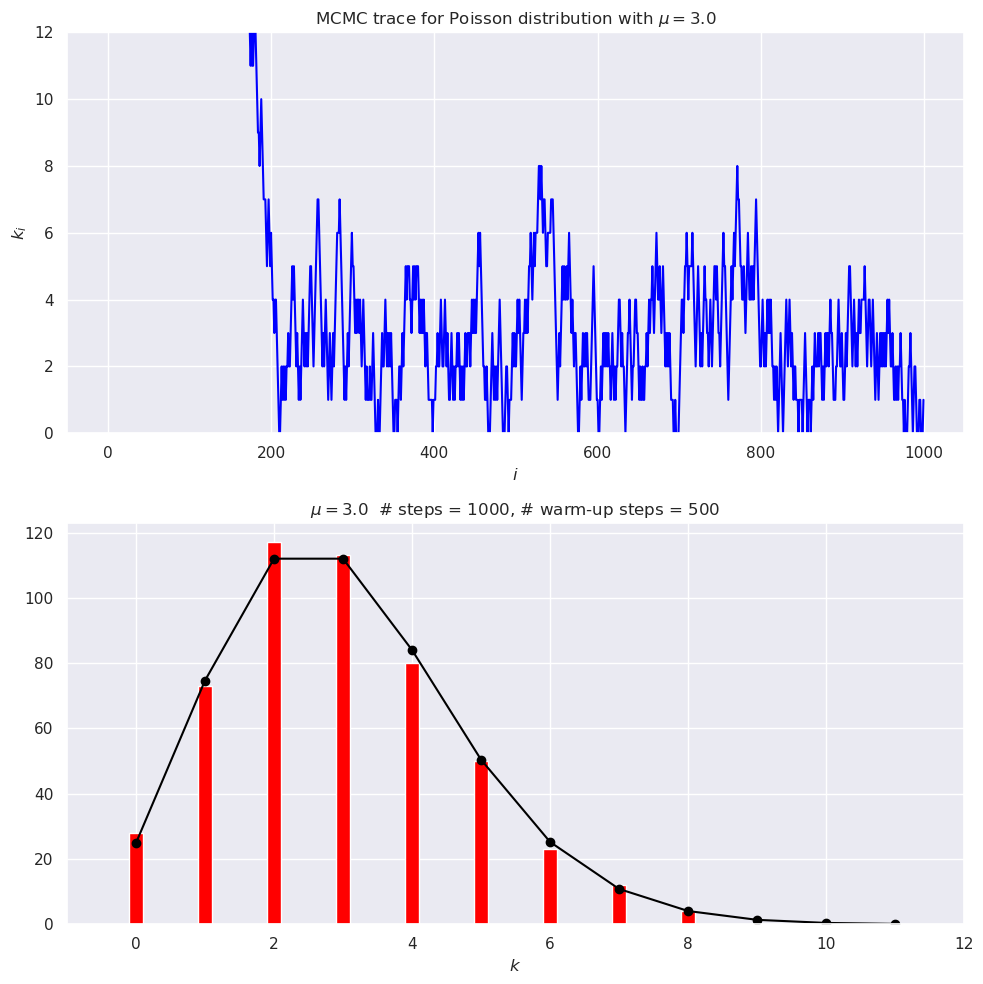 MCMC trace for Poisson distribution with μ = 3.0
12
10
8
6
4
2
0
kᵢ
0 200 400 600 800 1000
i
μ = 3.0 # steps = 1000, # warm-up steps = 500
120
100
80
60
40
20
0
0 2 4 6 8 10 12
k